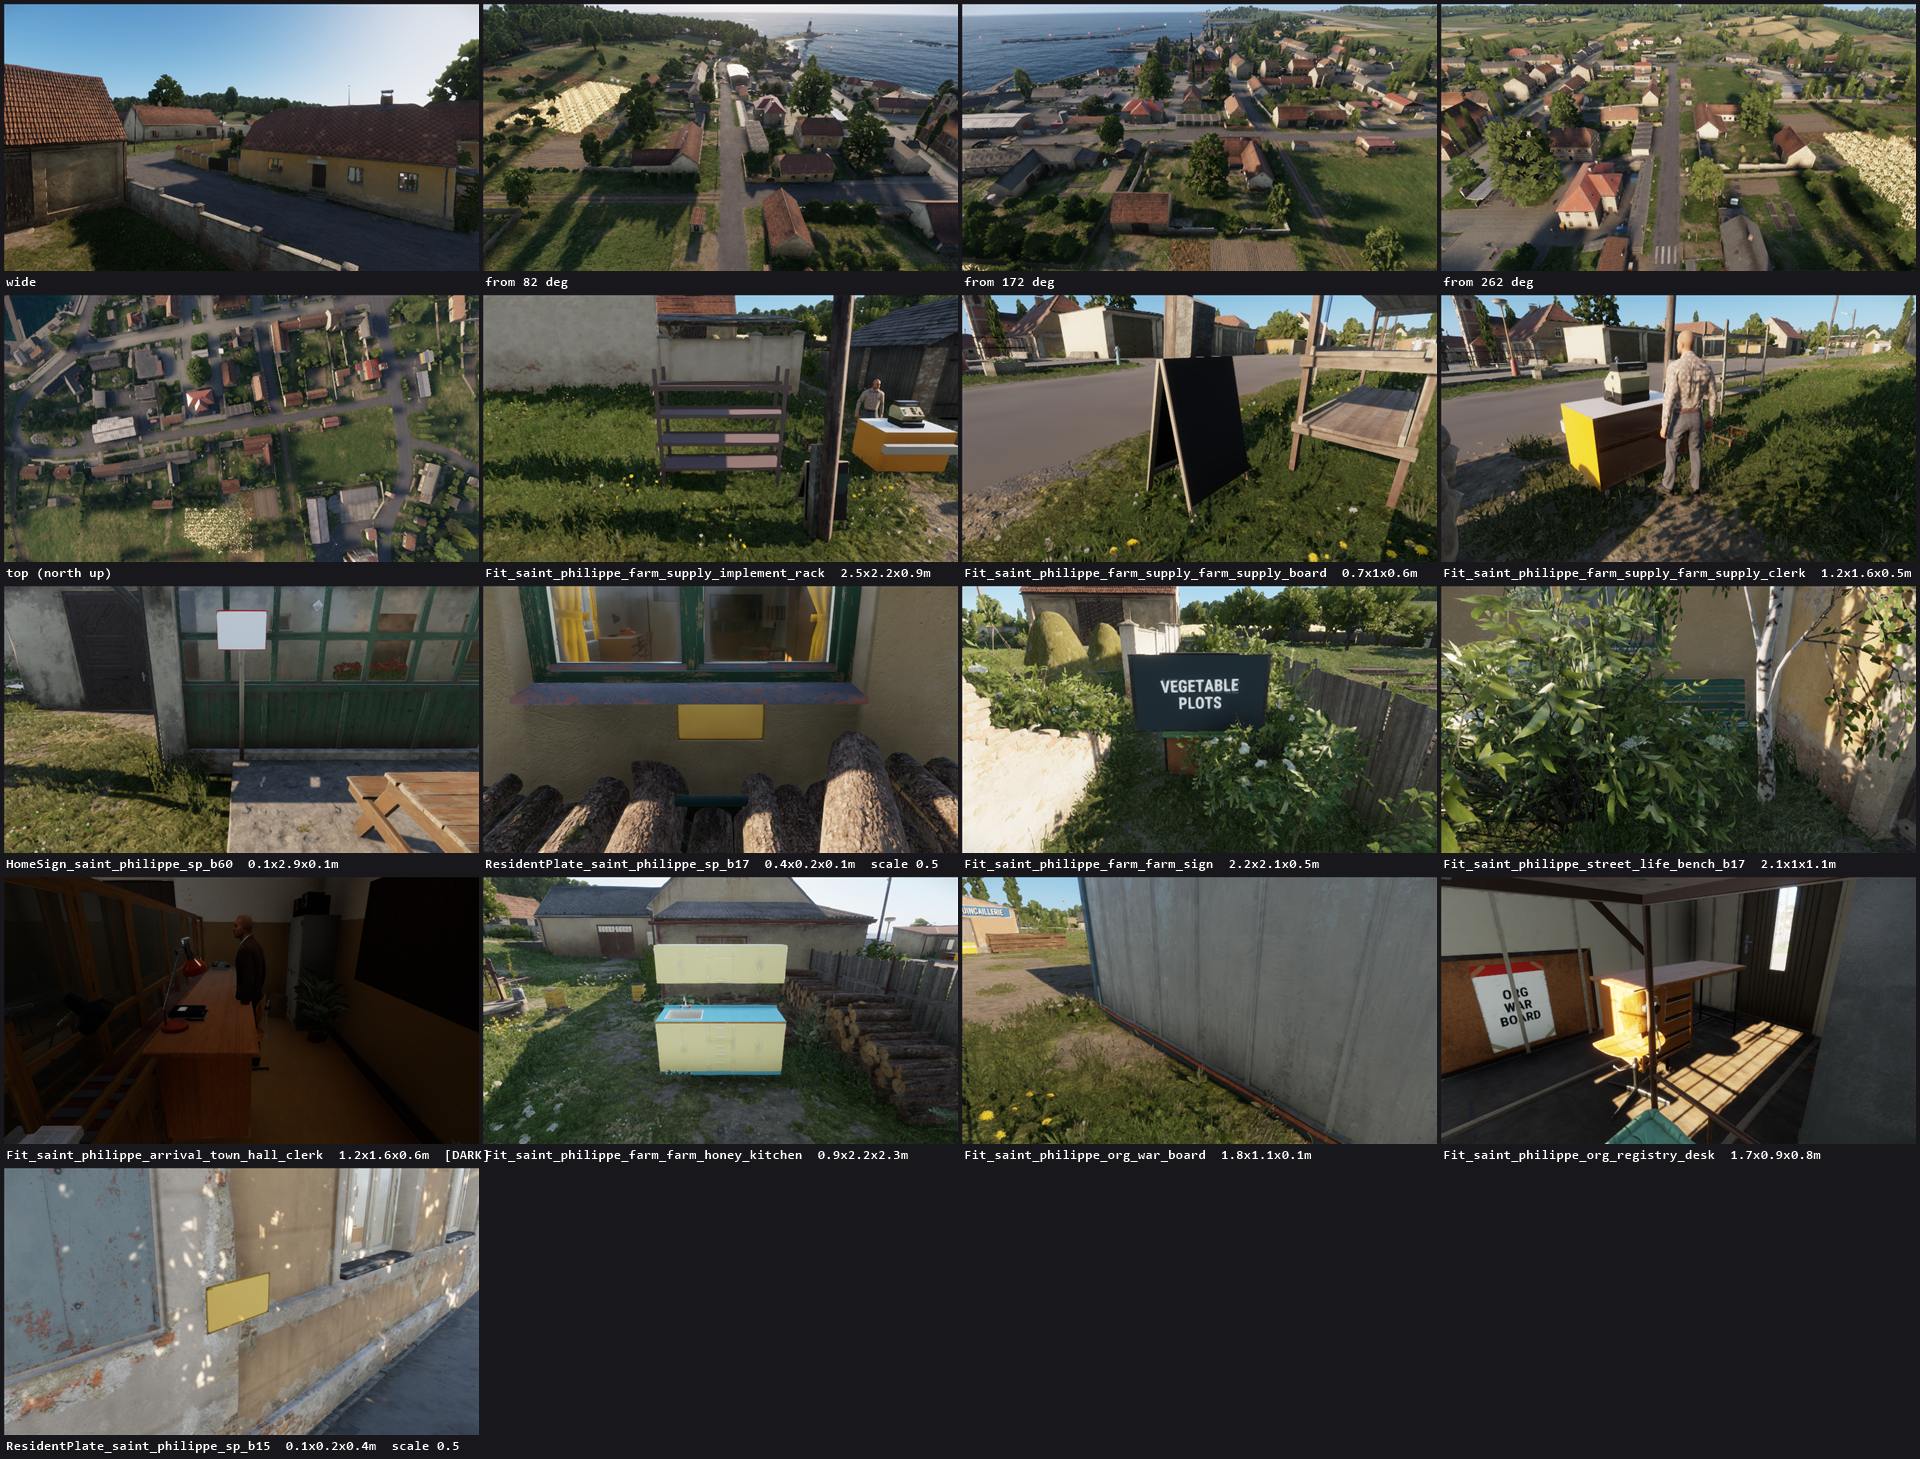 wide
from 82 deg
from 172 deg
from 262 deg
top (north up)
Fit_saint_philippe_farm_supply_implement_rack 2.5x2.2x0.9m
Fit_saint_philippe_farm_supply_farm_supply_board 0.7x1x0.6m
Fit_saint_philippe_farm_supply_farm_supply_clerk 1.2x1.6x0.5m
VEGETABLE
PLOTS
HomeSign_saint_philippe_sp_b60 0.1x2.9x0.1m
ResidentPlate_saint_philippe_sp_b17 0.4x0.2x0.1m scale 0.5
Fit_saint_philippe_farm_farm_sign 2.2x2.1x0.5m
Fit_saint_philippe_street_life_bench_b17 2.1x1x1.1m
UINCAILLERIE
ORG
WAR
BOARD
Fit_saint_philippe_arrival_town_hall_clerk 1.2x1.6x0.6m [DARK]
Fit_saint_philippe_farm_farm_honey_kitchen 0.9x2.2x2.3m
Fit_saint_philippe_org_war_board 1.8x1.1x0.1m
Fit_saint_philippe_org_registry_desk 1.7x0.9x0.8m
ResidentPlate_saint_philippe_sp_b15 0.1x0.2x0.4m scale 0.5